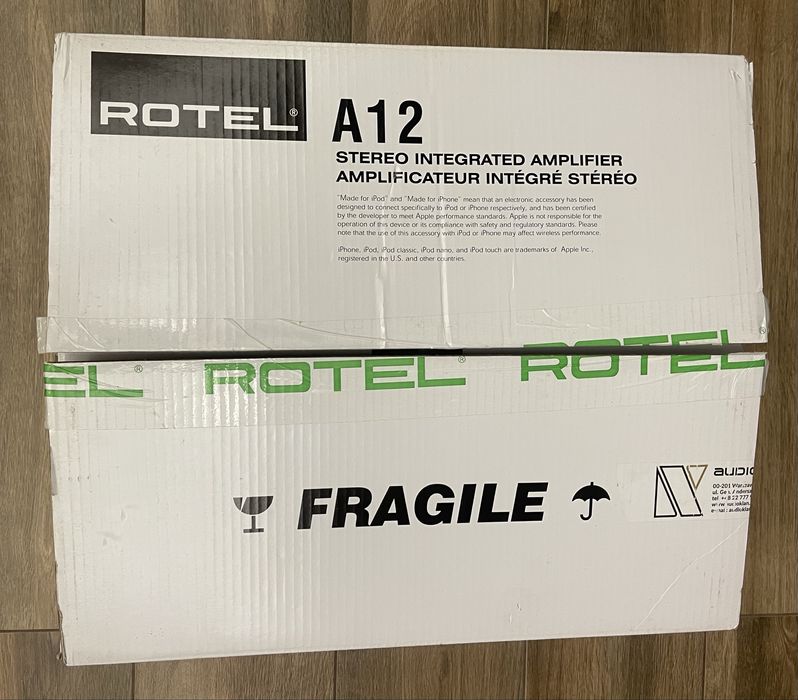 ROTEL®
A12
STEREO INTEGRATED AMPLIFIER
AMPLIFICATEUR INTÉGRÉ STÉRÉO
"Made for iPod" and "Made for iPhone" mean that an electronic accessory has been
designed to connect specifically to iPod or iPhone respectively, and has been certified
by the developer to meet Apple performance standards. Apple is not responsible for the
operation of this device or its compliance with safety and regulatory standards. Please
note that the use of this accessory with iPod or iPhone may affect wireless performance.
iPhone, iPod, iPod classic, iPod nano, and iPod touch are trademarks of Apple Inc.,
registered in the U.S. and other countries.
EL® ROTEL® ROTEL®
FRAGILE
audio
00-201
ul. Gen.
tel